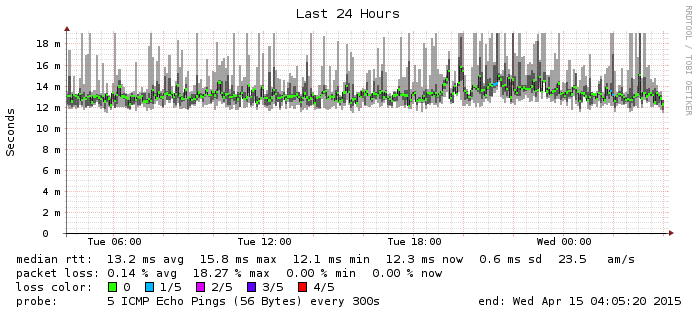 Last 24 Hours
RRDTOOL / TOBI OETIKER
Seconds
18 m
16 m
14 m
12 m
10 m
8 m
6 m
4 m
2 m
0
Tue 06:00 Tue 12:00 Tue 18:00 Wed 00:00
median rtt: 13.2 ms avg 15.8 ms max 12.1 ms min 12.3 ms now 0.6 ms sd 23.5 am/s
packet loss: 0.14 % avg 18.27 % max 0.00 % min 0.00 % now
loss color: 0 1/5 2/5 3/5 4/5
probe: 5 ICMP Echo Pings (56 Bytes) every 300s end: Wed Apr 15 04:05:20 2015